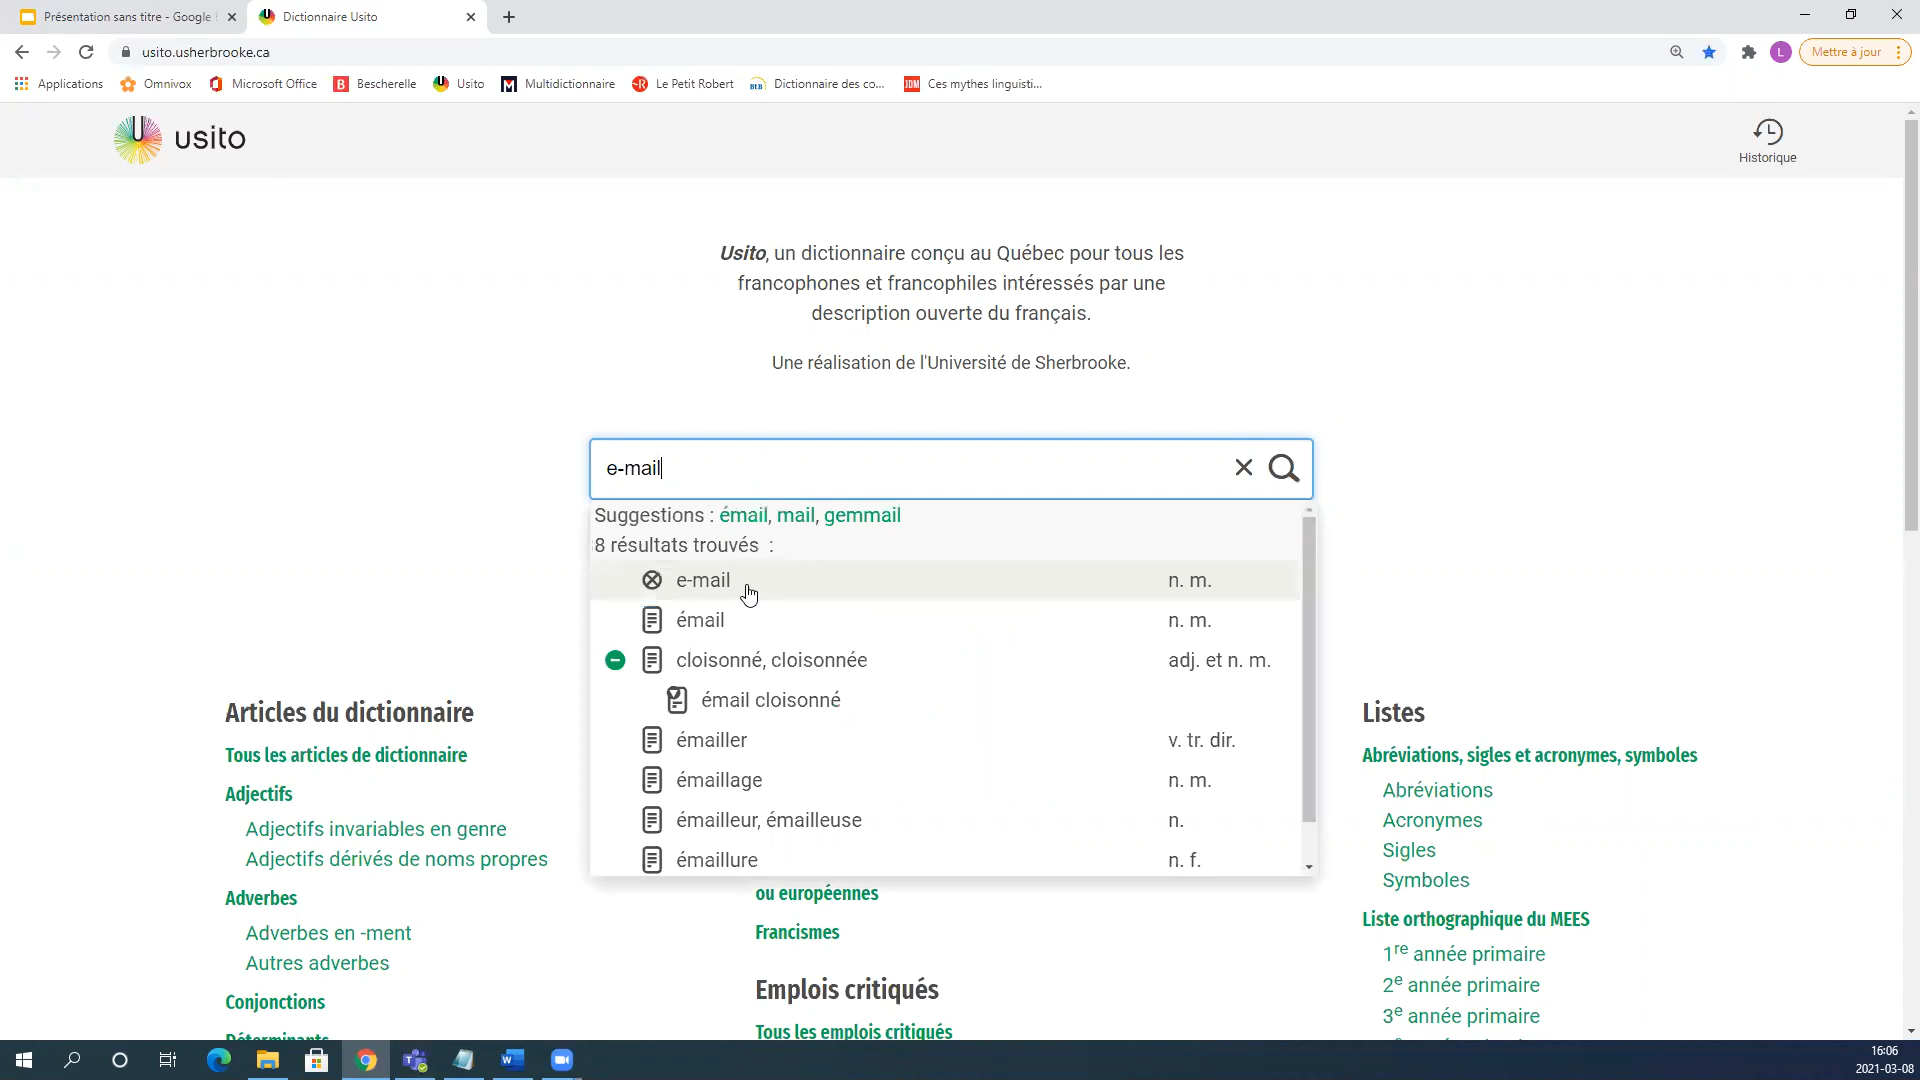 Présentation sans titre - Google
Dictionnaire Usito
usito.usherbrooke.ca
Mettre à jour
L
Applications
Omnivox
Microsoft Office
Bescherelle
Usito
Multidictionnaire
Le Petit Robert
Dictionnaire des co...
Ces mythes linguisti...
usito
Historique
Usito, un dictionnaire conçu au Québec pour tous les
francophones et francophiles intéressés par une
description ouverte du français.
Une réalisation de l'Université de Sherbrooke.
e-mail
Suggestions : émail, mail, gemmail
8 résultats trouvés :
e-mail n. m.
émail n. m.
cloisonné, cloisonnée adj. et n. m.
émail cloisonné
émailler v. tr. dir.
émaillage n. m.
émailleur, émailleuse n.
émaillure n. f.
Articles du dictionnaire
Tous les articles de dictionnaire
Adjectifs
Adjectifs invariables en genre
Adjectifs dérivés de noms propres
Adverbes
Adverbes en -ment
Autres adverbes
Conjonctions
Déterminants
ou européennes
Francismes
Emplois critiqués
Tous les emplois critiqués
Listes
Abréviations, sigles et acronymes, symboles
Abréviations
Acronymes
Sigles
Symboles
Liste orthographique du MEES
1re année primaire
2e année primaire
3e année primaire
16:06
2021-03-08